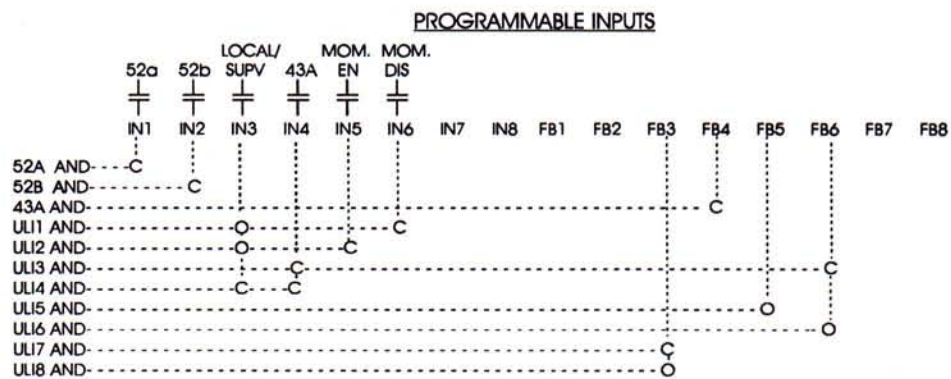 PROGRAMMABLE INPUTS
LOCAL/ MOM. MOM.
52a 52b SUPV 43A EN DIS
IN1 IN2 IN3 IN4 IN5 IN6 IN7 IN8 FB1 FB2 FB3 FB4 FB5 FB6 FB7 FB8
52A AND C
52B AND C
43A AND C
ULI1 AND O C
ULI2 AND O C
ULI3 AND C C
ULI4 AND C C
ULI5 AND O
ULI6 AND O
ULI7 AND C
ULI8 AND O